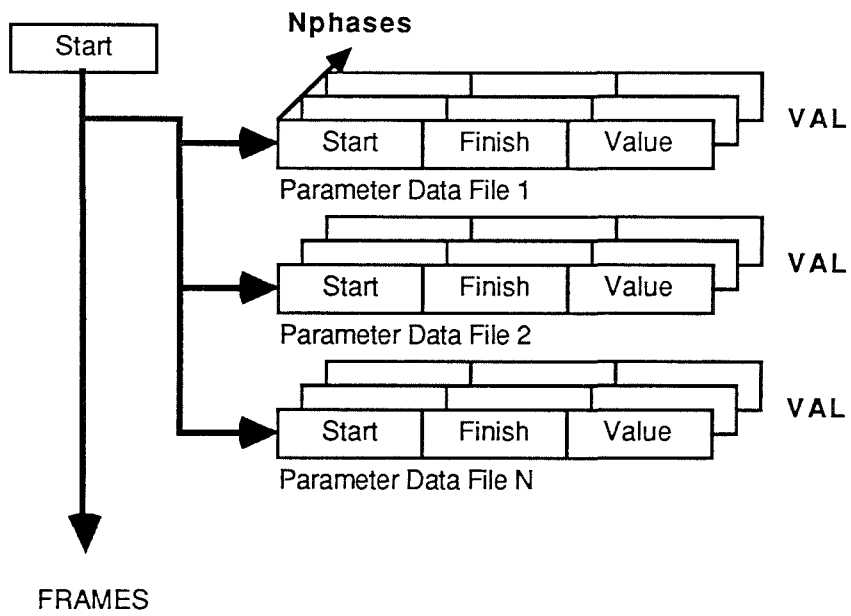 Nphases
Start
VAL
Start Finish Value
Parameter Data File 1
VAL
Start Finish Value
Parameter Data File 2
VAL
Start Finish Value
Parameter Data File N
FRAMES